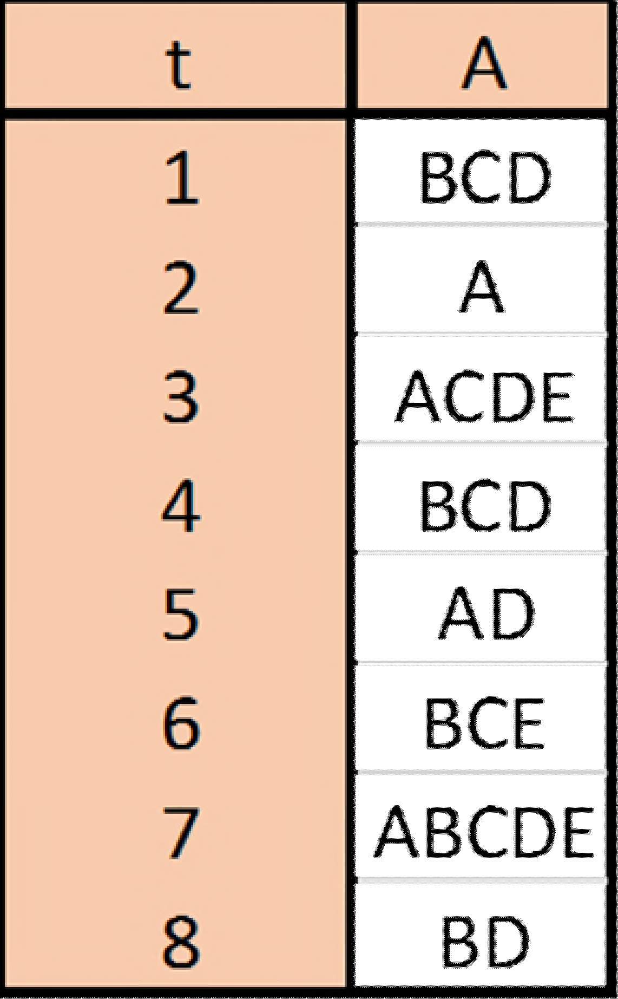 t A
1 BCD
2 A
3 ACDE
4 BCD
5 AD
6 BCE
7 ABCDE
8 BD